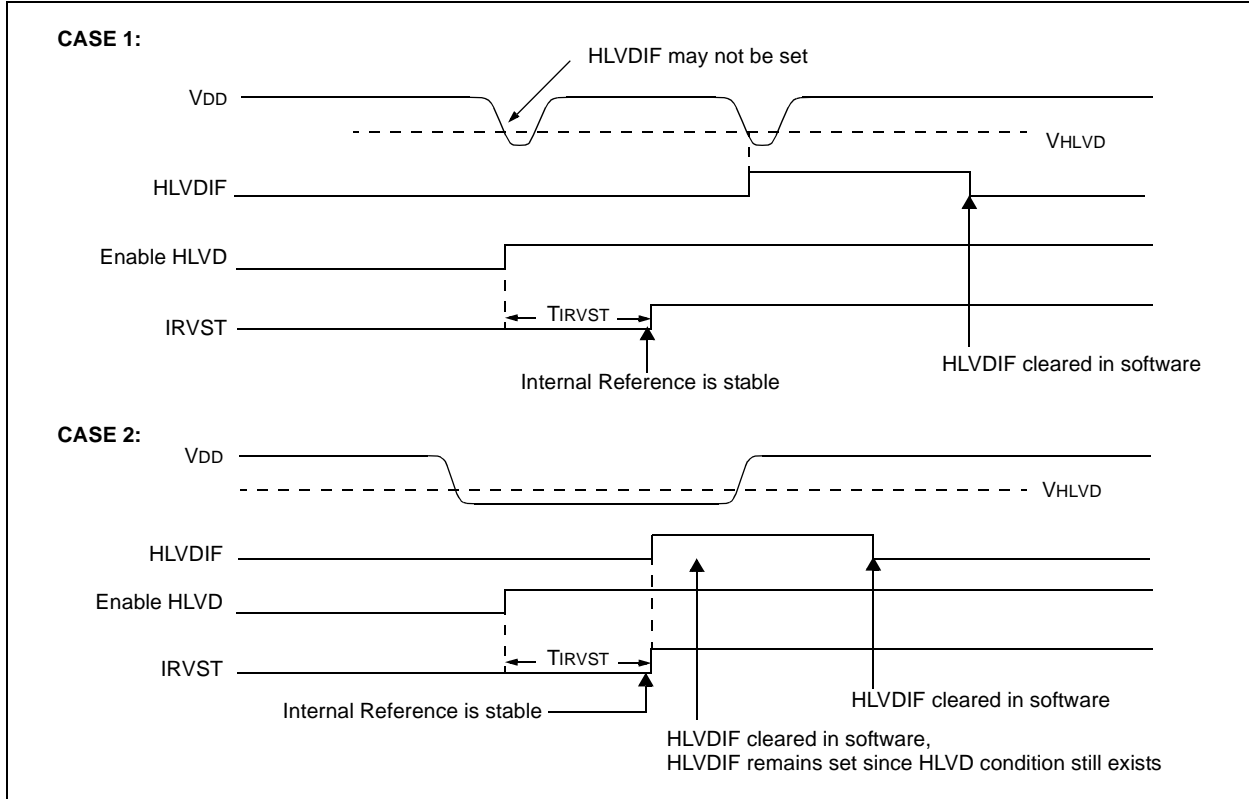 CASE 1:
HLVDIF may not be set
VDD
VHLVD
HLVDIF
Enable HLVD
TIRVST
IRVST
HLVDIF cleared in software
Internal Reference is stable
CASE 2:
VDD
VHLVD
HLVDIF
Enable HLVD
TIRVST
IRVST
HLVDIF cleared in software
Internal Reference is stable
HLVDIF cleared in software,
HLVDIF remains set since HLVD condition still exists